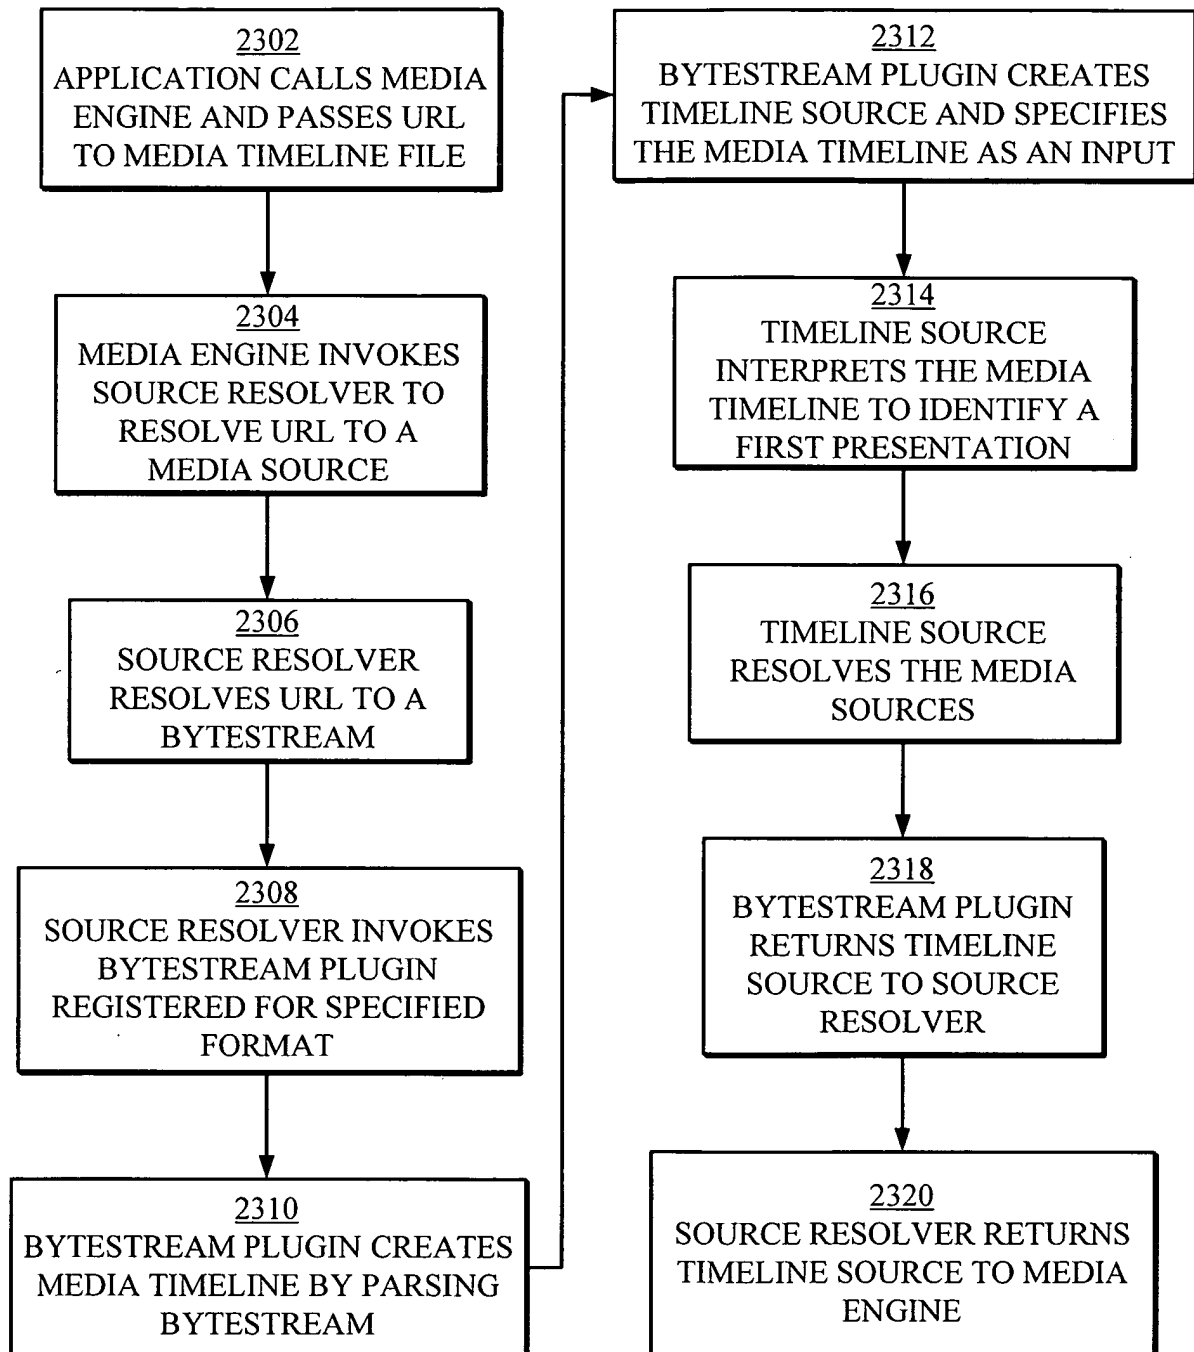 2302
APPLICATION CALLS MEDIA
ENGINE AND PASSES URL
TO MEDIA TIMELINE FILE
2304
MEDIA ENGINE INVOKES
SOURCE RESOLVER TO
RESOLVE URL TO A
MEDIA SOURCE
2306
SOURCE RESOLVER
RESOLVES URL TO A
BYTESTREAM
2308
SOURCE RESOLVER INVOKES
BYTESTREAM PLUGIN
REGISTERED FOR SPECIFIED
FORMAT
2310
BYTESTREAM PLUGIN CREATES
MEDIA TIMELINE BY PARSING
BYTESTREAM
2312
BYTESTREAM PLUGIN CREATES
TIMELINE SOURCE AND SPECIFIES
THE MEDIA TIMELINE AS AN INPUT
2314
TIMELINE SOURCE
INTERPRETS THE MEDIA
TIMELINE TO IDENTIFY A
FIRST PRESENTATION
2316
TIMELINE SOURCE
RESOLVES THE MEDIA
SOURCES
2318
BYTESTREAM PLUGIN
RETURNS TIMELINE
SOURCE TO SOURCE
RESOLVER
2320
SOURCE RESOLVER RETURNS
TIMELINE SOURCE TO MEDIA
ENGINE